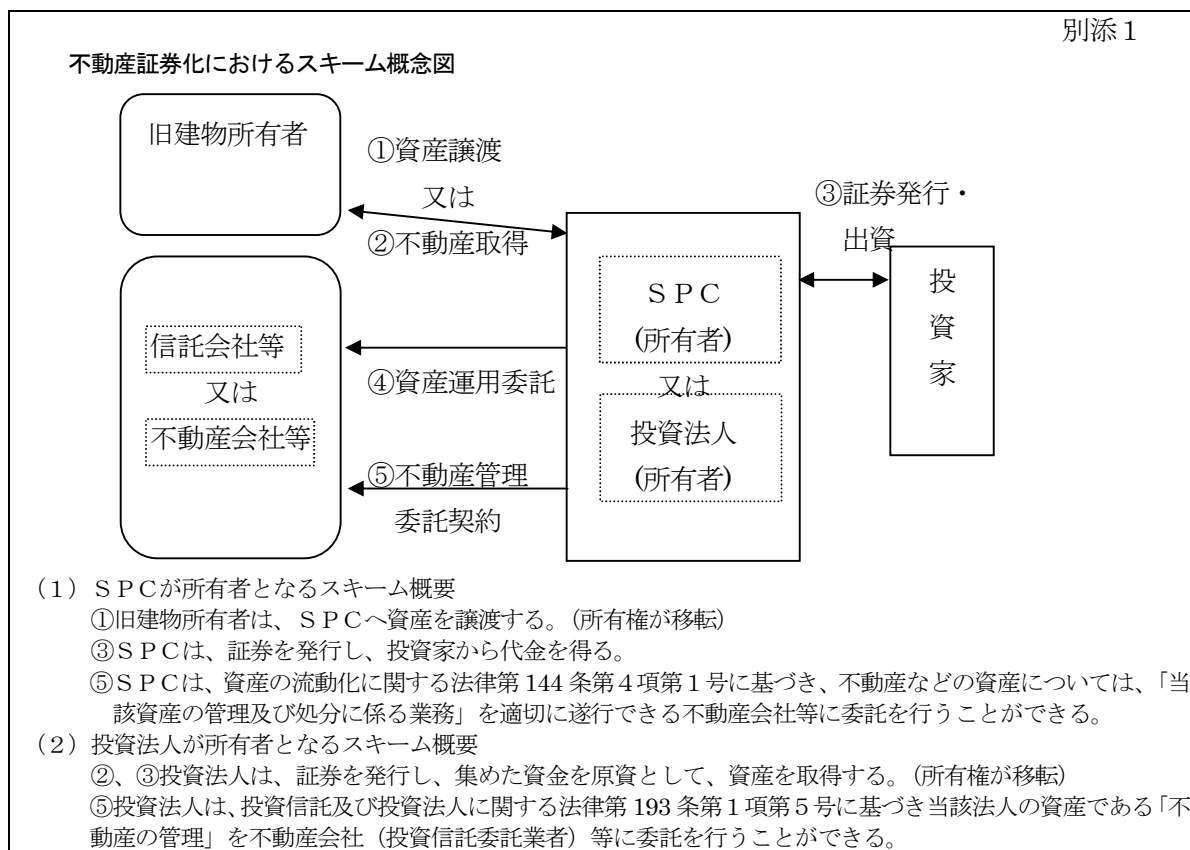 別添１
不動産証券化におけるスキーム概念図
旧建物所有者
①資産譲渡
又は
②不動産取得
③証券発行・
出資
信託会社等
又は
不動産会社等
④資産運用委託
⑤不動産管理
委託契約
ＳＰＣ
(所有者)
又は
投資法人
(所有者)
投
資
家
（１）ＳＰＣが所有者となるスキーム概要
①旧建物所有者は、ＳＰＣへ資産を譲渡する。（所有権が移転）
③ＳＰＣは、証券を発行し、投資家から代金を得る。
⑤ＳＰＣは、資産の流動化に関する法律第 144 条第４項第１号に基づき、不動産などの資産については、「当
該資産の管理及び処分に係る業務」を適切に遂行できる不動産会社等に委託を行うことができる。
（２）投資法人が所有者となるスキーム概要
②、③投資法人は、証券を発行し、集めた資金を原資として、資産を取得する。（所有権が移転）
⑤投資法人は、投資信託及び投資法人に関する法律第 193 条第１項第５号に基づき当該法人の資産である「不
動産の管理」を不動産会社（投資信託委託業者）等に委託を行うことができる。